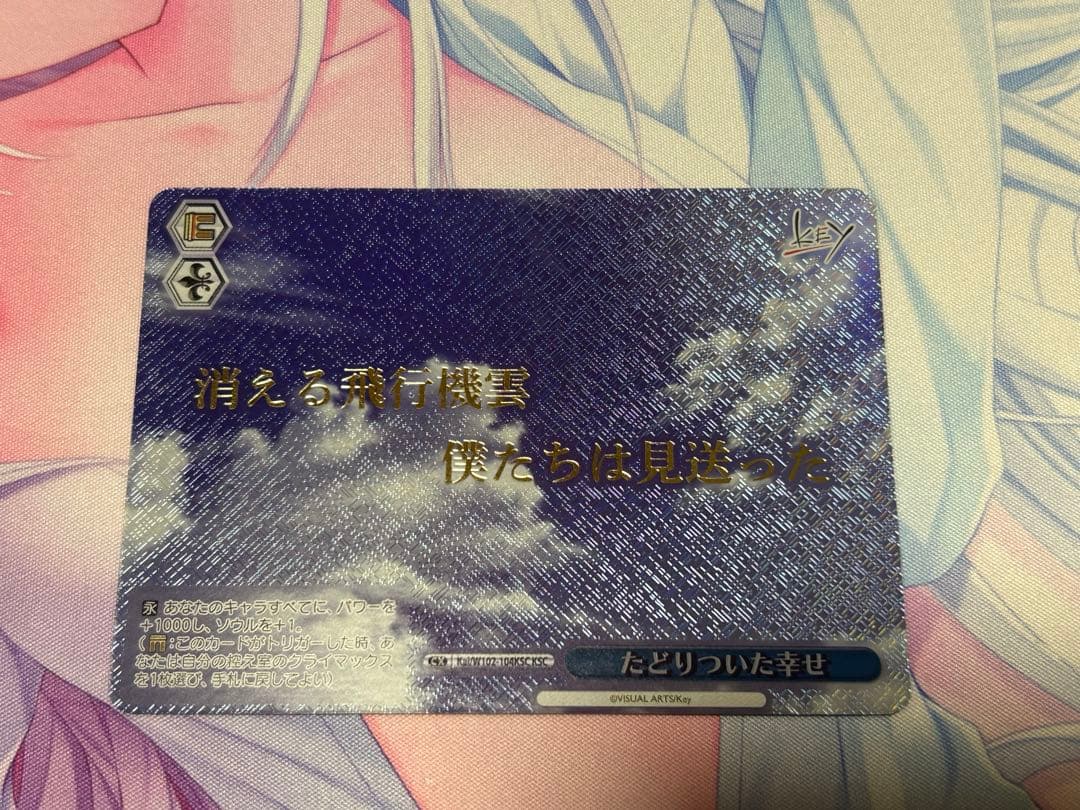 KEY
消える飛行機雲
僕たちは見送った
永 あなたのキャラすべてに、パワーを
+1000し、ソウルを+1。
(:このカードがトリガーした時、あ
なたは自分の控え室のクライマックス
を1枚選び、手札に戻してよい)
CX Kai/W102-104KSC KSC
たどりついた幸せ
©VISUAL ARTS/Key